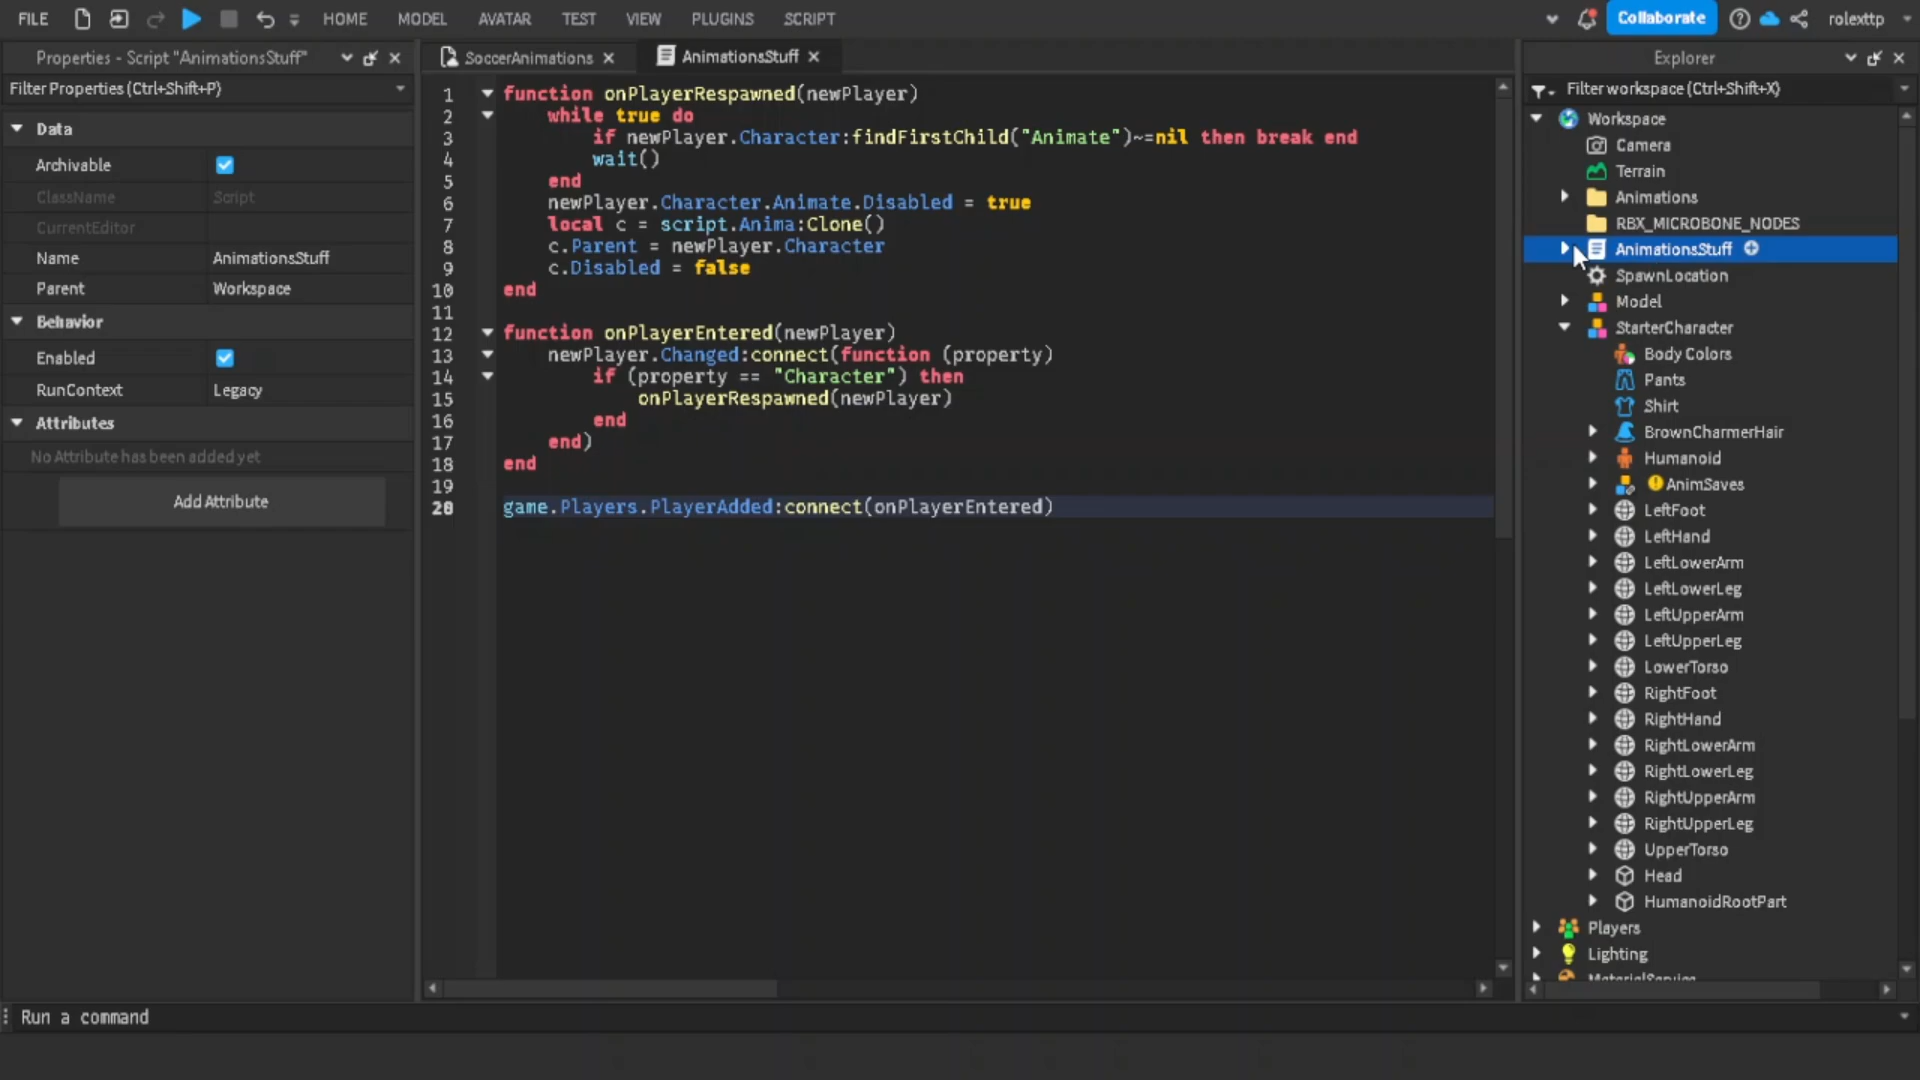 FILE HOME MODEL AVATAR TEST VIEW PLUGINS SCRIPT Collaborate rolexttp
Properties - Script "AnimationsStuff"
Filter Properties (Ctrl+Shift+P)
Data
Archivable
ClassName Script
CurrentEditor
Name AnimationsStuff
Parent Workspace
Behavior
Enabled
RunContext Legacy
Attributes
No Attribute has been added yet
Add Attribute
SoccerAnimations AnimationsStuff
1 function onPlayerRespawned(newPlayer)
2 while true do
3 if newPlayer.Character:findFirstChild("Animate")~=nil then break end
4 wait()
5 end
6 newPlayer.Character.Animate.Disabled = true
7 local c = script.Anima:Clone()
8 c.Parent = newPlayer.Character
9 c.Disabled = false
10 end
11
12 function onPlayerEntered(newPlayer)
13 newPlayer.Changed:connect(function (property)
14 if (property == "Character") then
15 onPlayerRespawned(newPlayer)
16 end
17 end)
18 end
19
20 game.Players.PlayerAdded:connect(onPlayerEntered)
Explorer
Filter workspace (Ctrl+Shift+X)
Workspace
Camera
Terrain
Animations
RBX_MICROBONE_NODES
AnimationsStuff
SpawnLocation
Model
StarterCharacter
Body Colors
Pants
Shirt
BrownCharmerHair
Humanoid
AnimSaves
LeftFoot
LeftHand
LeftLowerArm
LeftLowerLeg
LeftUpperArm
LeftUpperLeg
LowerTorso
RightFoot
RightHand
RightLowerArm
RightLowerLeg
RightUpperArm
RightUpperLeg
UpperTorso
Head
HumanoidRootPart
Players
Lighting
MaterialService
Run a command